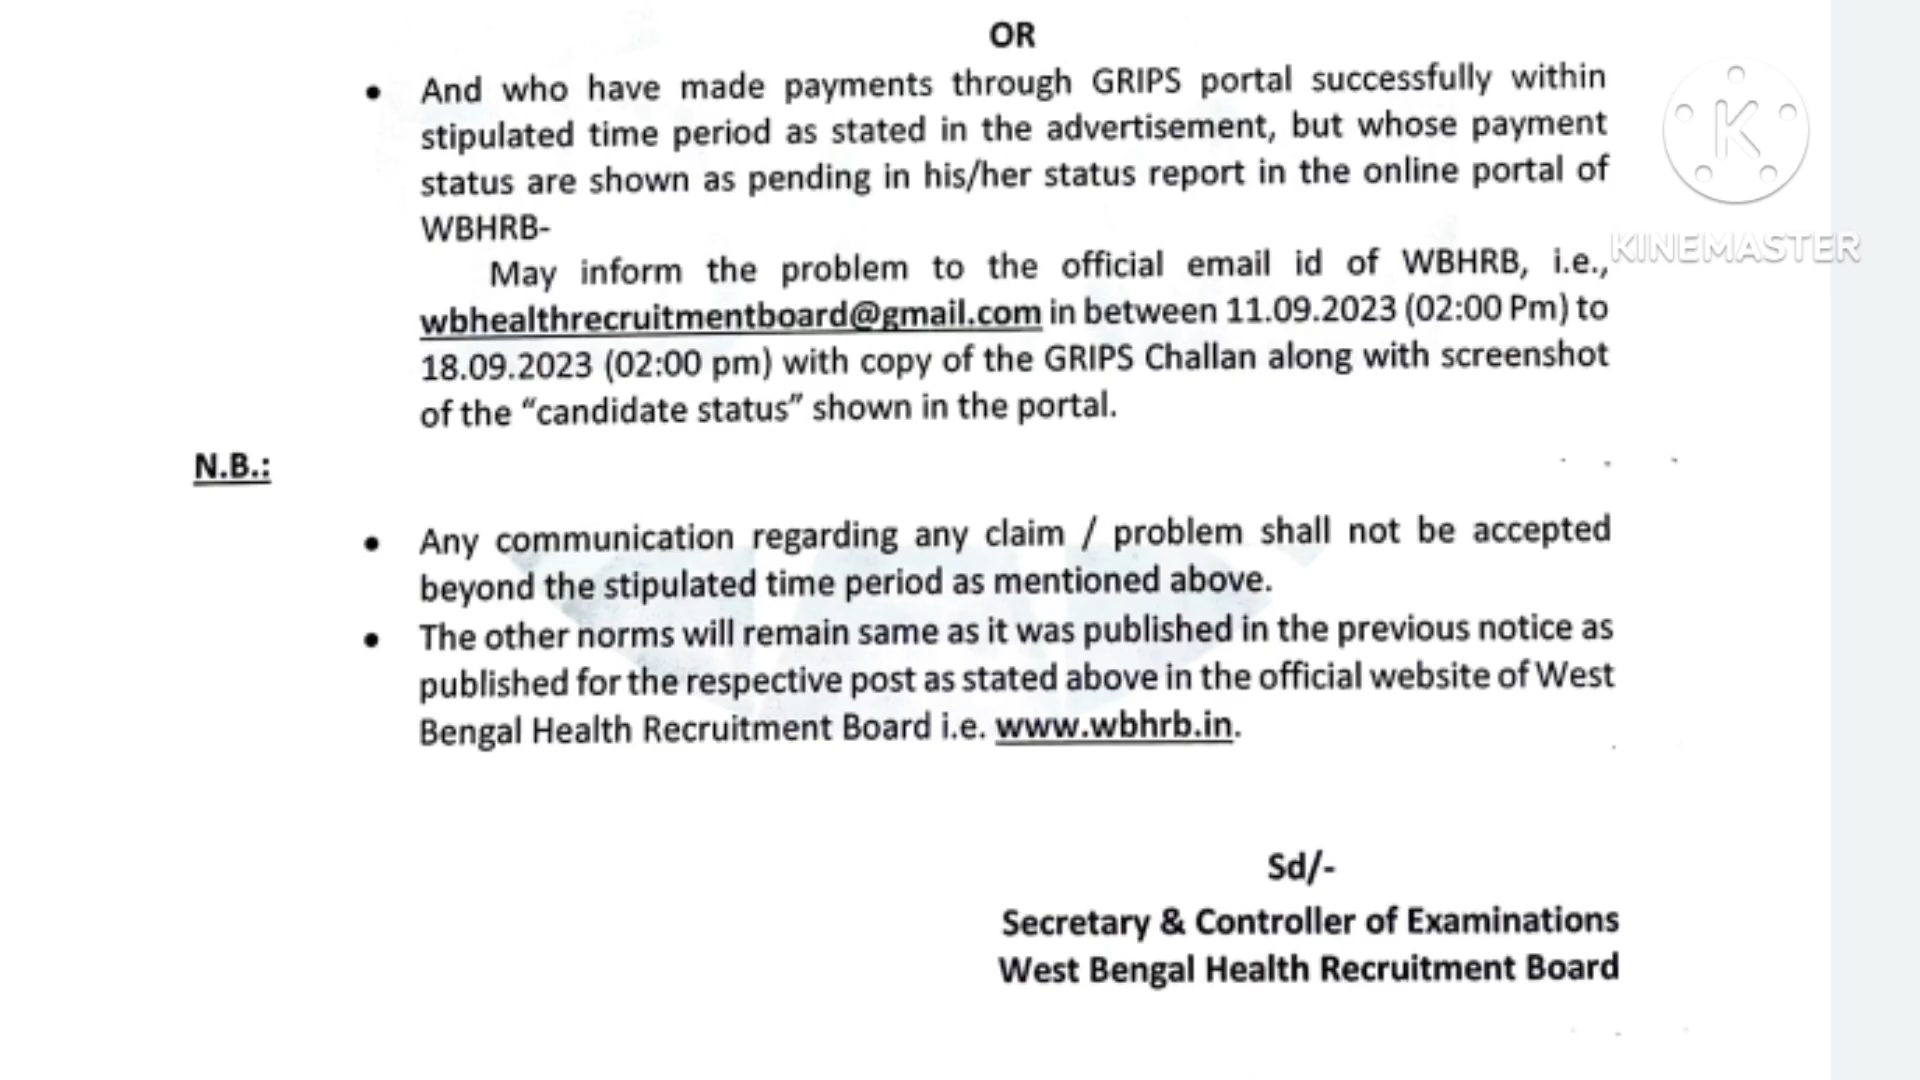 OR
• And who have made payments through GRIPS portal successfully within
stipulated time period as stated in the advertisement, but whose payment
status are shown as pending in his/her status report in the online portal of
WBHRB-
May inform the problem to the official email id of WBHRB, i.e.,
wbhealthrecruitmentboard@gmail.com in between 11.09.2023 (02:00 Pm) to
18.09.2023 (02:00 pm) with copy of the GRIPS Challan along with screenshot
of the “candidate status” shown in the portal.
N.B.:
• Any communication regarding any claim / problem shall not be accepted
beyond the stipulated time period as mentioned above.
• The other norms will remain same as it was published in the previous notice as
published for the respective post as stated above in the official website of West
Bengal Health Recruitment Board i.e. www.wbhrb.in.
Sd/-
Secretary & Controller of Examinations
West Bengal Health Recruitment Board
K
KINEMASTER